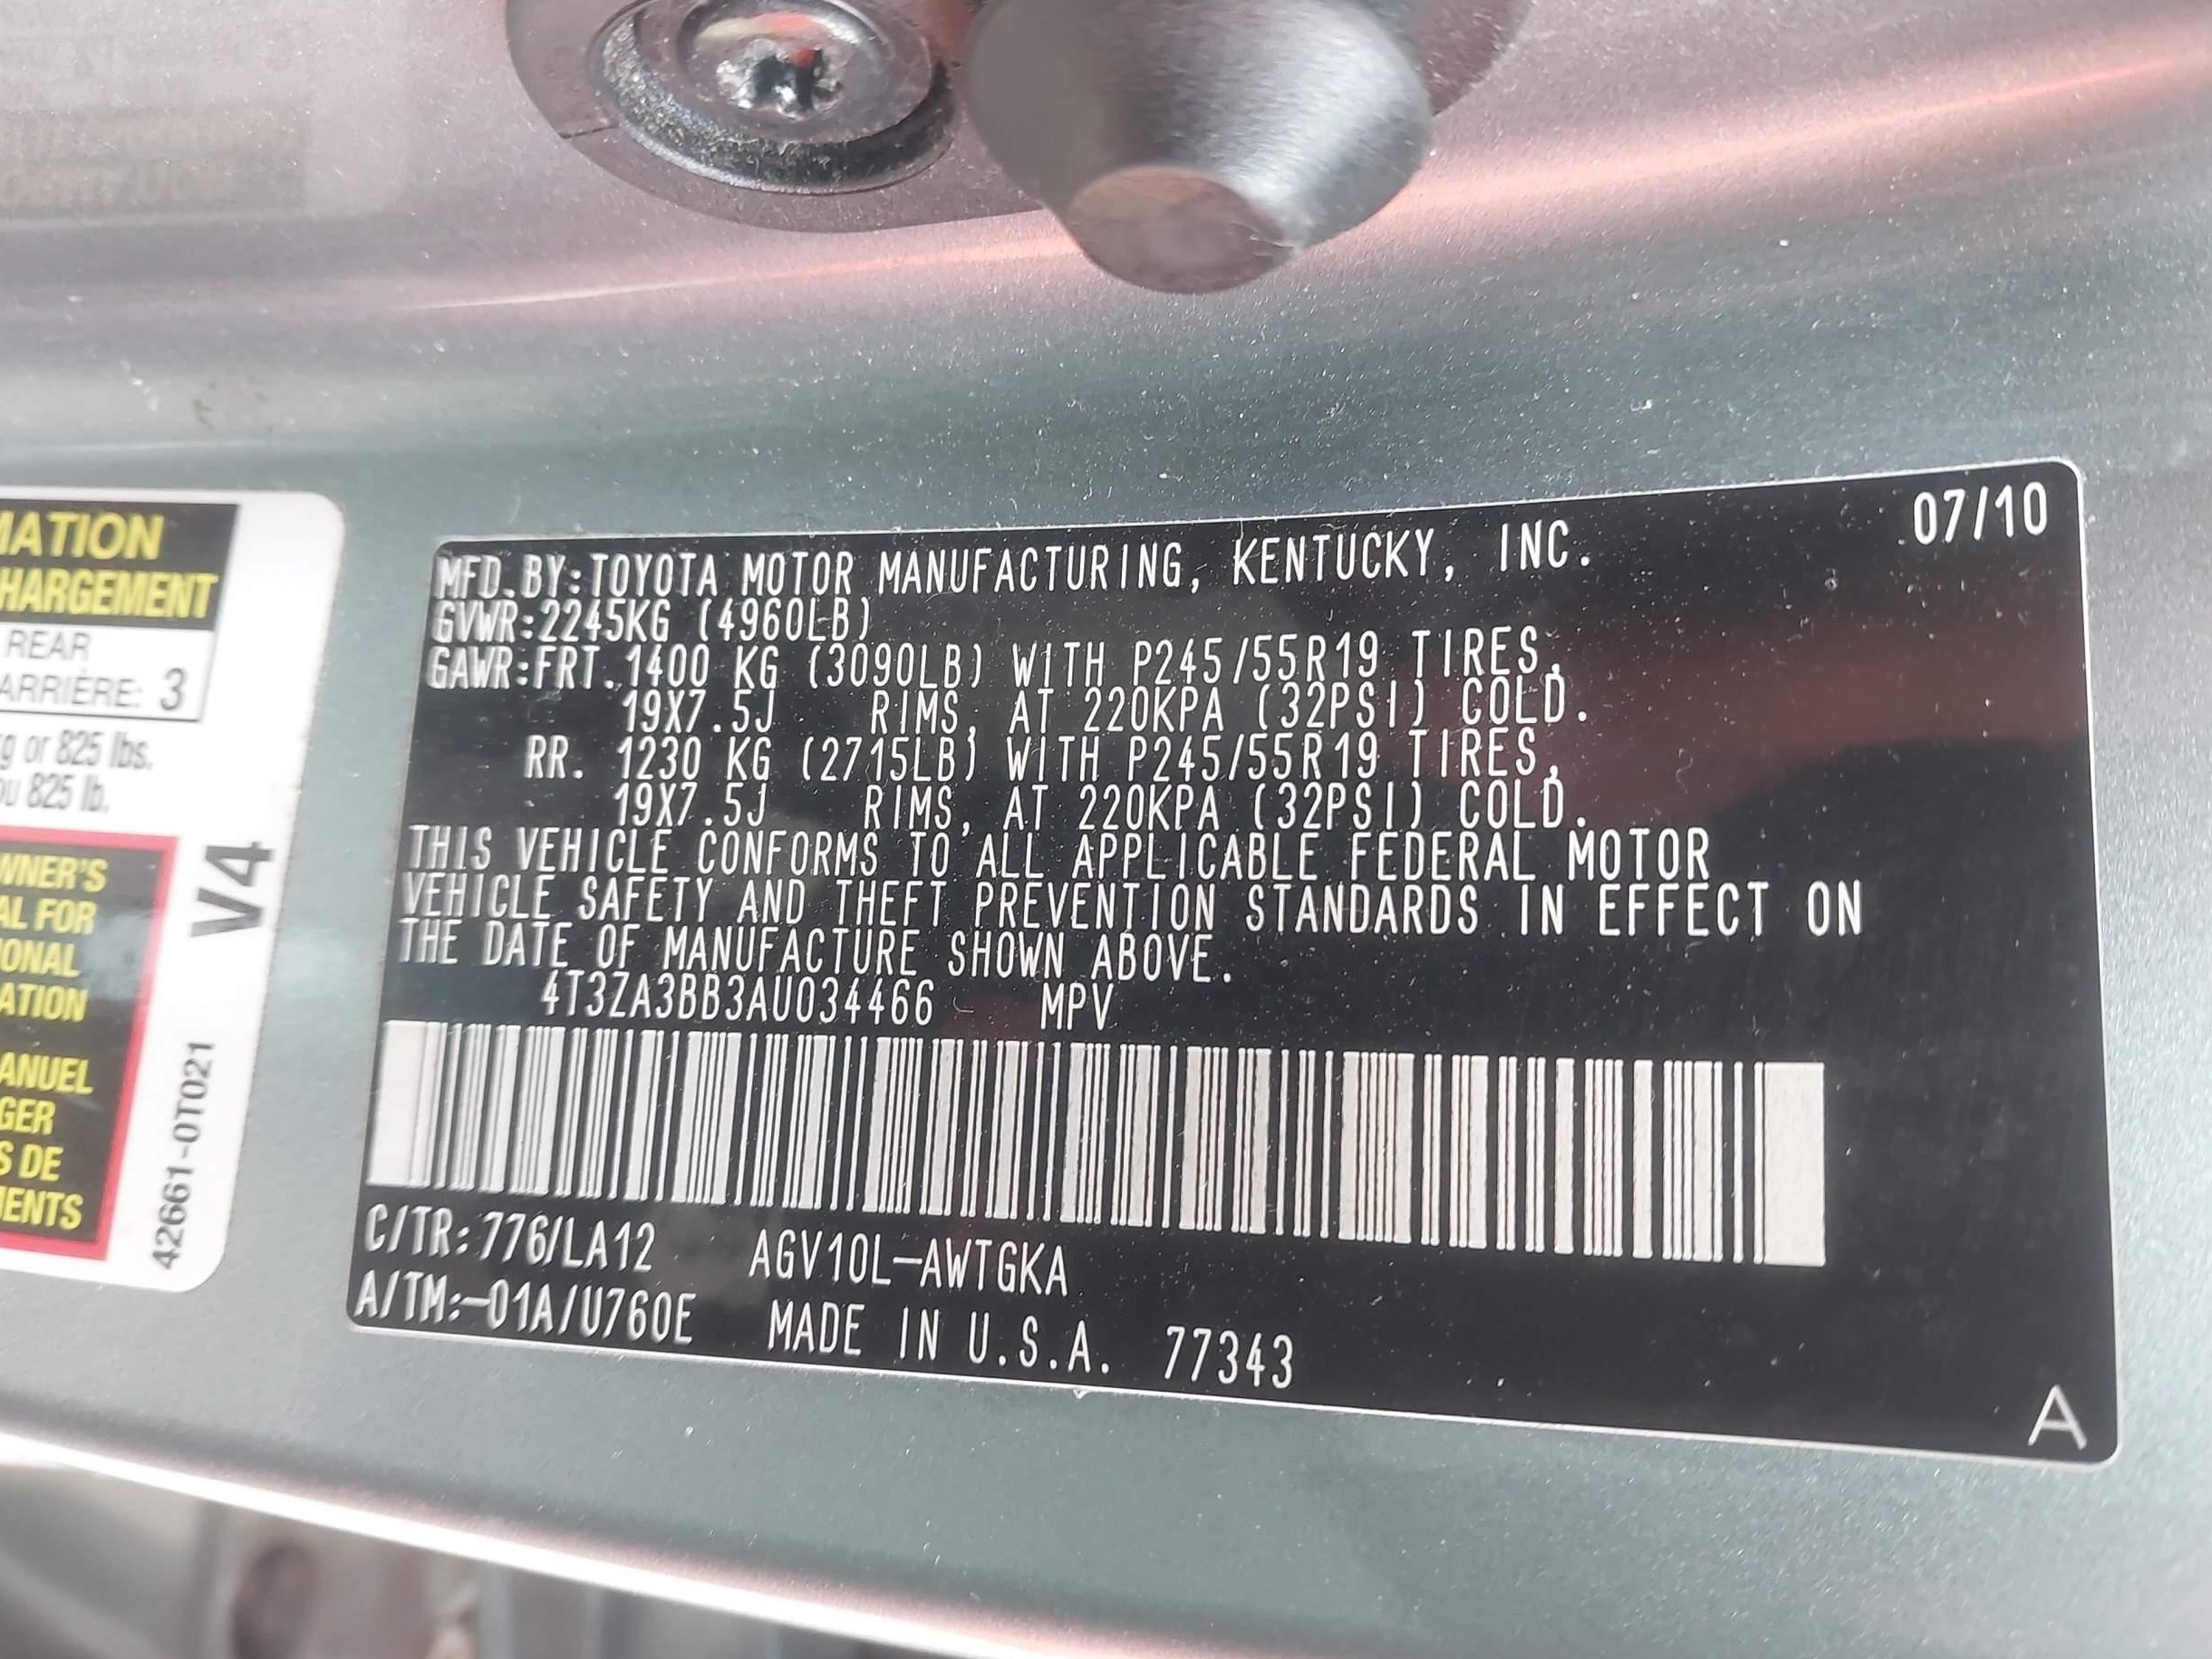 MATION
HARGEMENT
REAR
ARRIÈRE: 3
kg or 825 lbs.
ou 825 lb.
WNER'S
AL FOR
IONAL
ATION
ANUEL
GER
S DE
MENTS
V4
42661-0T021
07/10
MFD.BY:TOYOTA MOTOR MANUFACTURING, KENTUCKY, INC.
GVWR:2245KG (4960LB)
GAWR:FRT. 1400 KG (3090LB) WITH P245/55R19 TIRES,
19X7.5J RIMS, AT 220KPA (32PSI) COLD.
RR. 1230 KG (2715LB) WITH P245/55R19 TIRES,
19X7.5J RIMS, AT 220KPA (32PSI) COLD.
THIS VEHICLE CONFORMS TO ALL APPLICABLE FEDERAL MOTOR
VEHICLE SAFETY AND THEFT PREVENTION STANDARDS IN EFFECT ON
THE DATE OF MANUFACTURE SHOWN ABOVE.
4T3ZA3BB3AU034466 MPV
C/TR:776/LA12 AGV10L-AWTGKA
A/TM:-01A/U760E MADE IN U.S.A. 77343
A